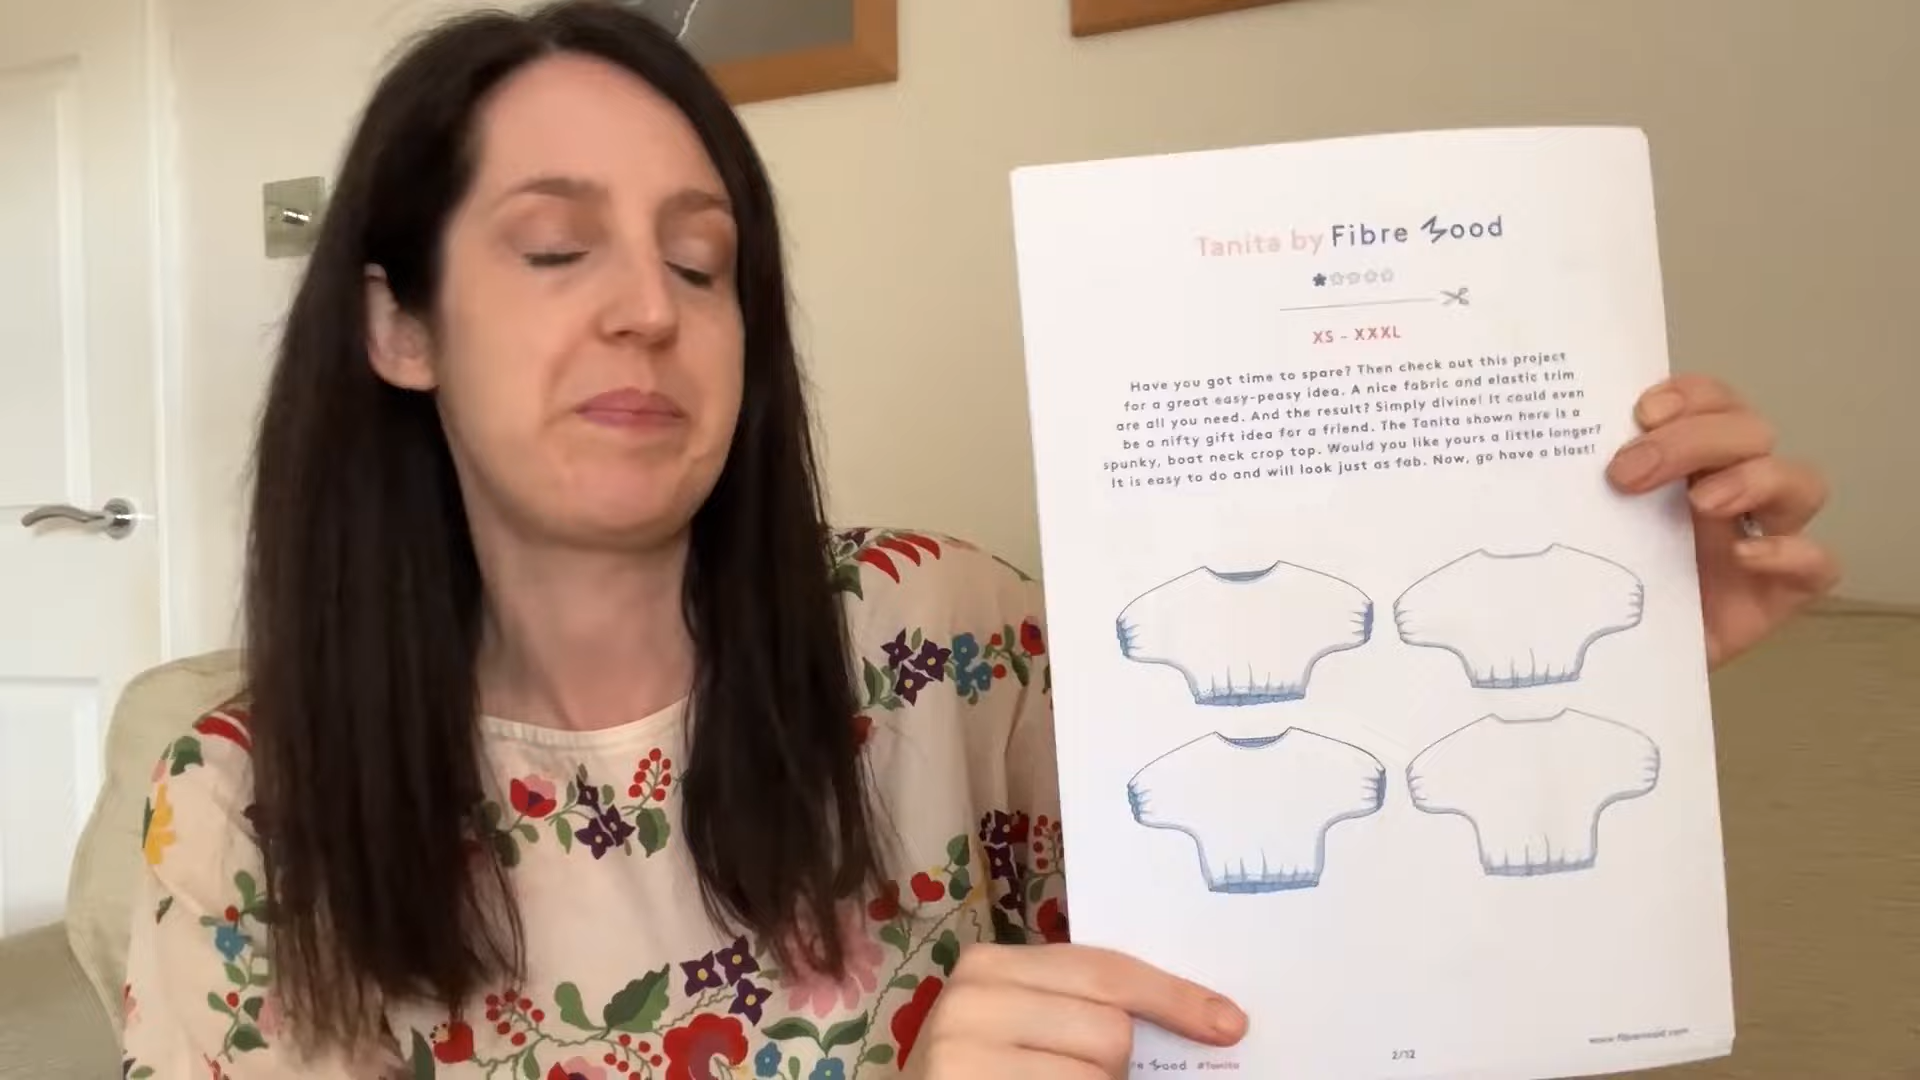 Tanita by Fibre Mood
XS - XXXL
Have you got time to spare? Then check out this project
for a great easy-peasy idea. A nice fabric and elastic trim
are all you need. And the result? Simply divine! It could even
be a nifty gift idea for a friend. The Tanita shown here is a
spunky, boat neck crop top. Would you like yours a little longer?
It is easy to do and will look just as fab. Now, go have a blast!
www.fibremood.com
2/12
re Mood #Tanita